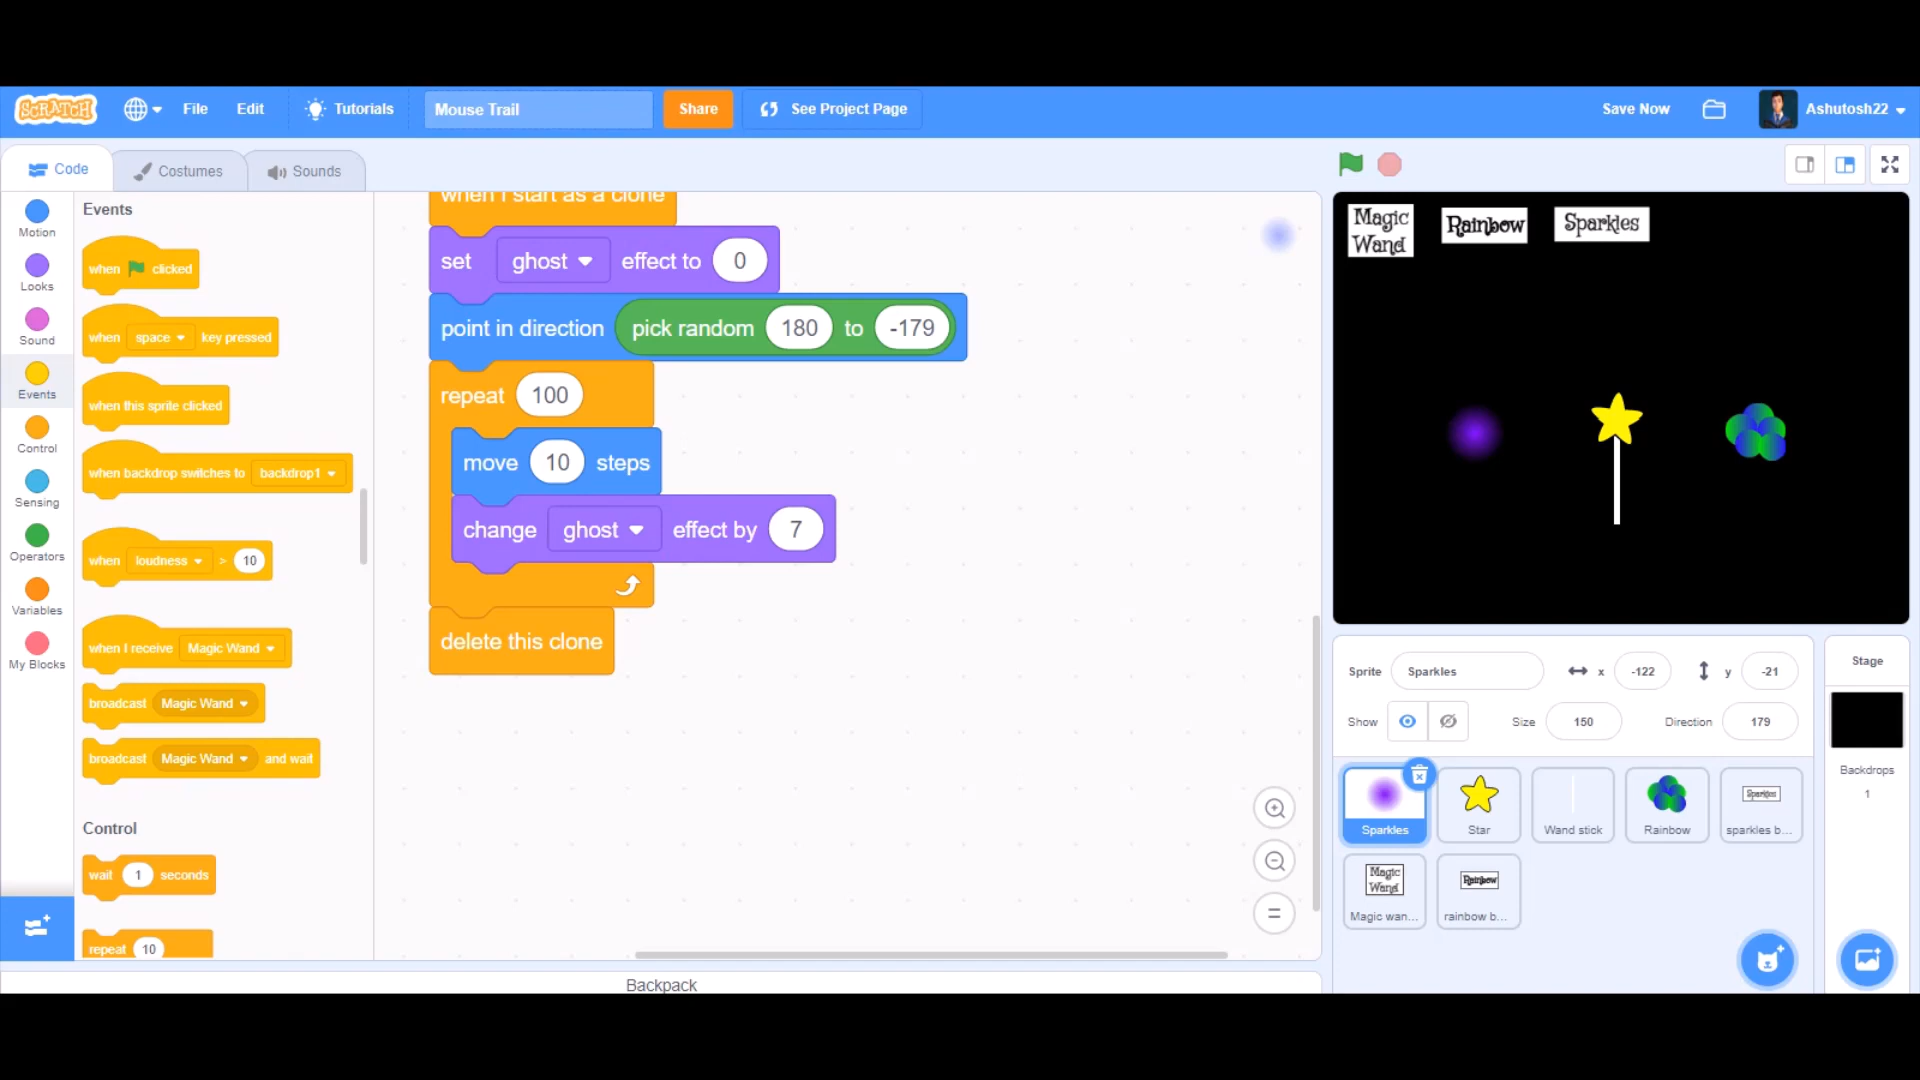 SCRATCH
File
Edit
Tutorials
Mouse Trail
Share
See Project Page
Save Now
Ashutosh22
Code
Costumes
Sounds
Motion
Looks
Sound
Events
Control
Sensing
Operators
Variables
My Blocks
Events
when clicked
when space key pressed
when this sprite clicked
when backdrop switches to backdrop1
when loudness > 10
when I receive Magic Wand
broadcast Magic Wand
broadcast Magic Wand and wait
Control
wait 1 seconds
repeat 10
when I start as a clone
set ghost effect to 0
point in direction pick random 180 to -179
repeat 100
move 10 steps
change ghost effect by 7
delete this clone
Backpack
Magic
Wand
Rainbow
Sparkles
Sprite Sparkles x -122 y -21
Show Size 150 Direction 179
Sparkles
Star
Wand stick
Rainbow
Sparkles
sparkles b...
Magic
Wand
Magic wan...
Rainbow
rainbow b...
Stage
Backdrops
1